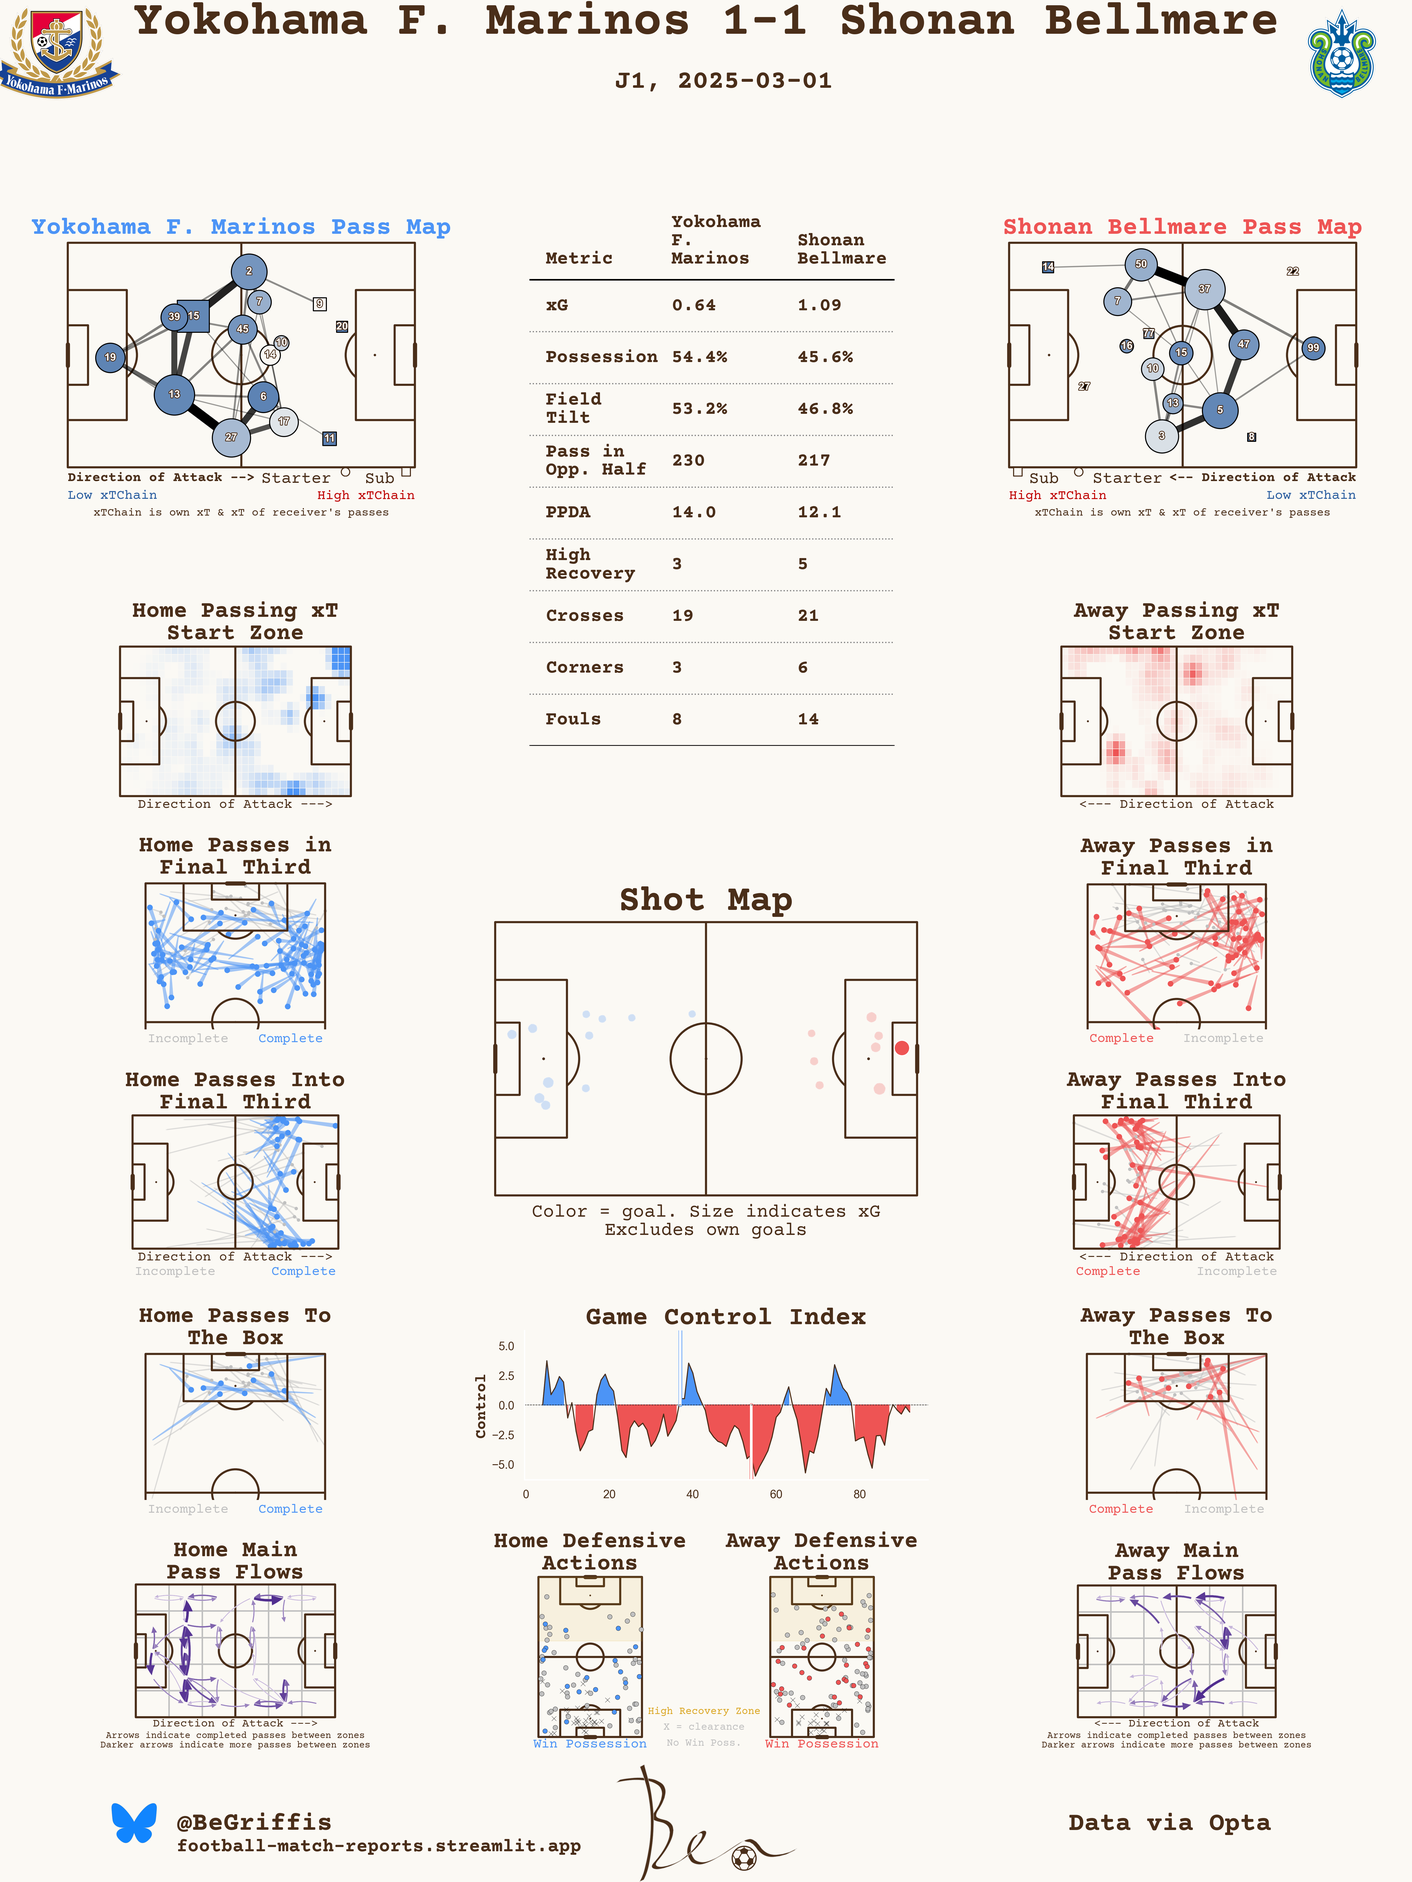 Yokohama F. Marinos 1-1 Shonan Bellmare
J1, 2025-03-01
Yokohama F·Marinos
SHONAN BELLMARE
Yokohama F. Marinos Pass Map
2
7
9
39
15
20
45
10
14
19
13
6
17
27
11
Direction of Attack --> Starter Sub
Low xTChain High xTChain
xTChain is own xT & xT of receiver's passes
Metric Yokohama F. Marinos Shonan Bellmare
xG 0.64 1.09
Possession 54.4% 45.6%
Field Tilt 53.2% 46.8%
Pass in Opp. Half 230 217
PPDA 14.0 12.1
High Recovery 3 5
Crosses 19 21
Corners 3 6
Fouls 8 14
Shonan Bellmare Pass Map
14
50
22
37
7
77
16
15
47
99
10
27
13
5
3
8
Sub Starter <-- Direction of Attack
High xTChain Low xTChain
xTChain is own xT & xT of receiver's passes
Home Passing xT
Start Zone
Direction of Attack --->
Away Passing xT
Start Zone
<--- Direction of Attack
Home Passes in
Final Third
Incomplete Complete
Away Passes in
Final Third
Complete Incomplete
Shot Map
Color = goal. Size indicates xG
Excludes own goals
Home Passes Into
Final Third
Direction of Attack --->
Incomplete Complete
Away Passes Into
Final Third
<--- Direction of Attack
Complete Incomplete
Home Passes To
The Box
Incomplete Complete
Game Control Index
Control
5.0
2.5
0.0
−2.5
−5.0
0 20 40 60 80
Away Passes To
The Box
Complete Incomplete
Home Main
Pass Flows
Direction of Attack --->
Arrows indicate completed passes between zones
Darker arrows indicate more passes between zones
Home Defensive
Actions
Win Possession
High Recovery Zone
X = clearance
No Win Poss.
Away Defensive
Actions
Win Possession
Away Main
Pass Flows
<--- Direction of Attack
Arrows indicate completed passes between zones
Darker arrows indicate more passes between zones
@BeGriffis
football-match-reports.streamlit.app
Ben
Data via Opta